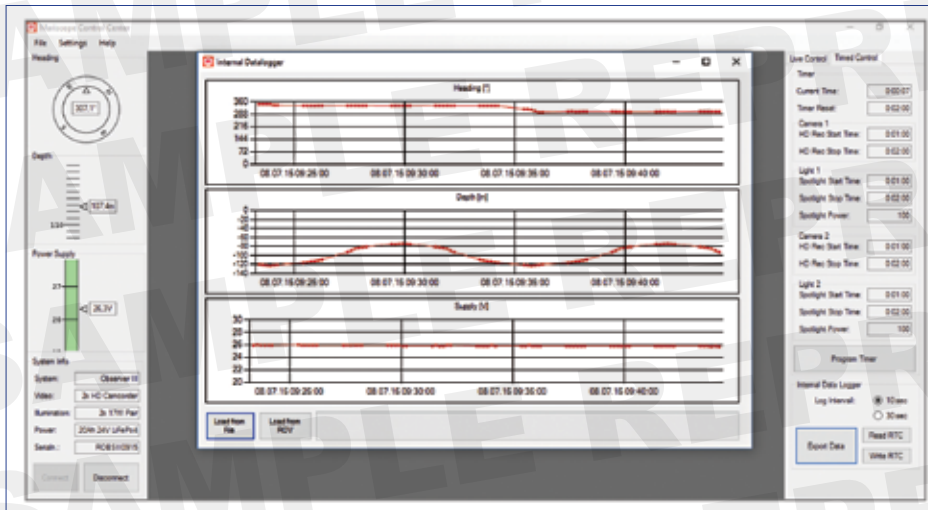 Control Center
File Settings Help
Heading
307,1°
Depth
107.4m
110
Power Supply
27
26,3V
System Info
System: Observer III
Video: 2x HD Camcorder
Illumination:
Power:
Serialn.:
Connect Disconnect
Internal Datalogger
Heading [°]
360
288
216
144
72
0
08.07.15 09:25:00 08.07.15 09:30:00 08.07.15 09:35:00 08.07.15 09:40:00
Depth [m]
0
-20
-40
-60
-80
-100
-120
-140
08.07.15 09:25:00 08.07.15 09:30:00 08.07.15 09:35:00 08.07.15 09:40:00
Supply [V]
30
28
26
24
22
20
08.07.15 09:25:00 08.07.15 09:30:00 08.07.15 09:35:00 08.07.15 09:40:00
Load from File
Load from ROV
Live Control Timed Control
Timer
Current Time: 0:00:07
Timer Reset: 0:02:00
Camera 1
HD Rec Start Time: 0:01:00
HD Rec Stop Time: 0:02:00
Light 1
Spotlight Start Time: 0:01:00
Spotlight Stop Time: 0:02:00
Spotlight Power: 100
Camera 2
HD Rec Start Time: 0:01:00
HD Rec Stop Time: 0:02:00
Light 2
Spotlight Start Time: 0:01:00
Spotlight Stop Time: 0:02:00
Spotlight Power: 100
Program Timer
Internal Data Logger
Log Intervall: 10 sec
30 sec
Export Data
Read RTC
Write RTC